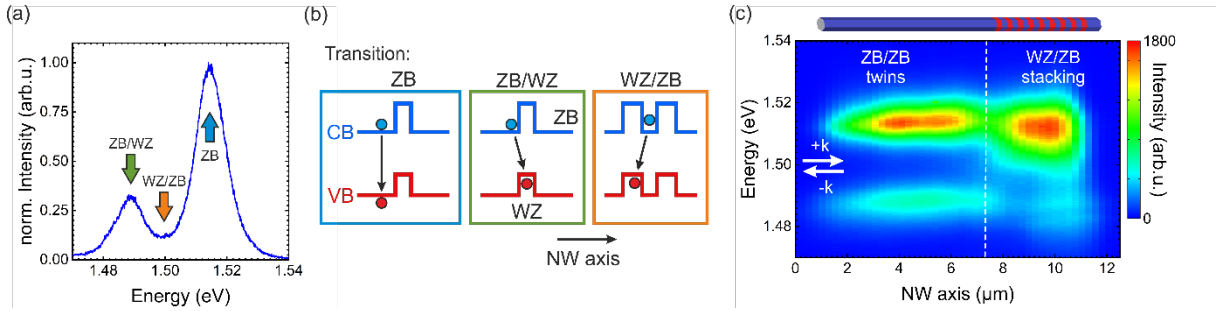 (a)
norm. Intensity (arb.u.)
1.00
0.75
0.50
0.25
0.00
ZB/WZ
WZ/ZB
ZB
1.48
1.50
1.52
1.54
Energy (eV)
(b)
Transition:
ZB
ZB/WZ
WZ/ZB
CB
VB
ZB
WZ
NW axis
(c)
Energy (eV)
1.54
1.52
1.50
1.48
ZB/ZB
twins
WZ/ZB
stacking
+k
-k
0
2
4
6
8
10
12
NW axis (µm)
1800
0
Intensity (arb.u.)